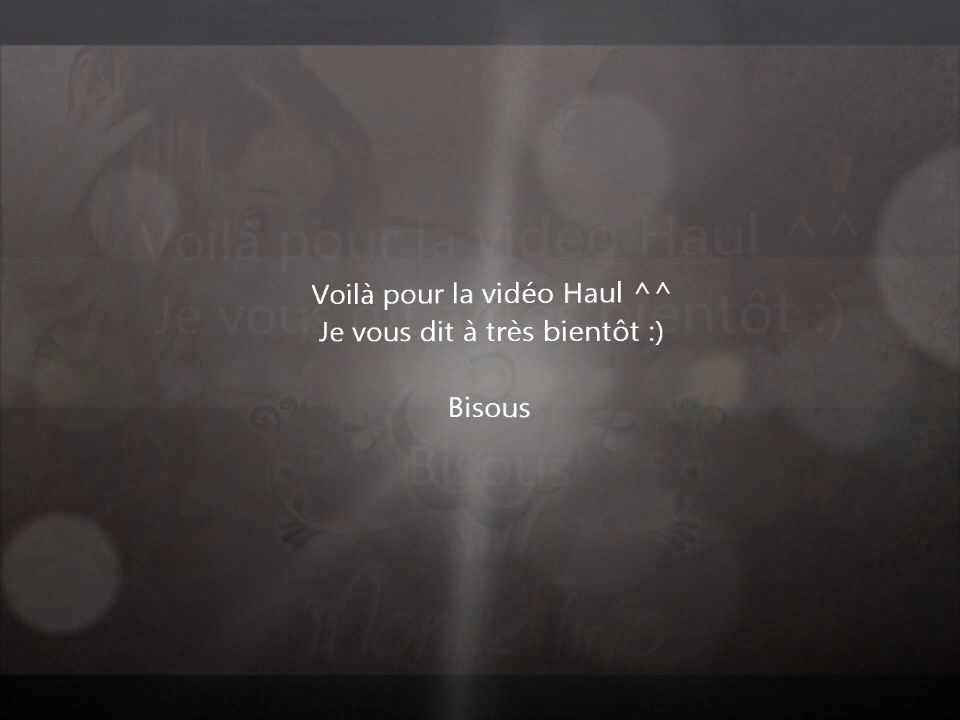 Voilà pour la vidéo Haul ^^
Je vous dit à très bientôt :)
Bisous